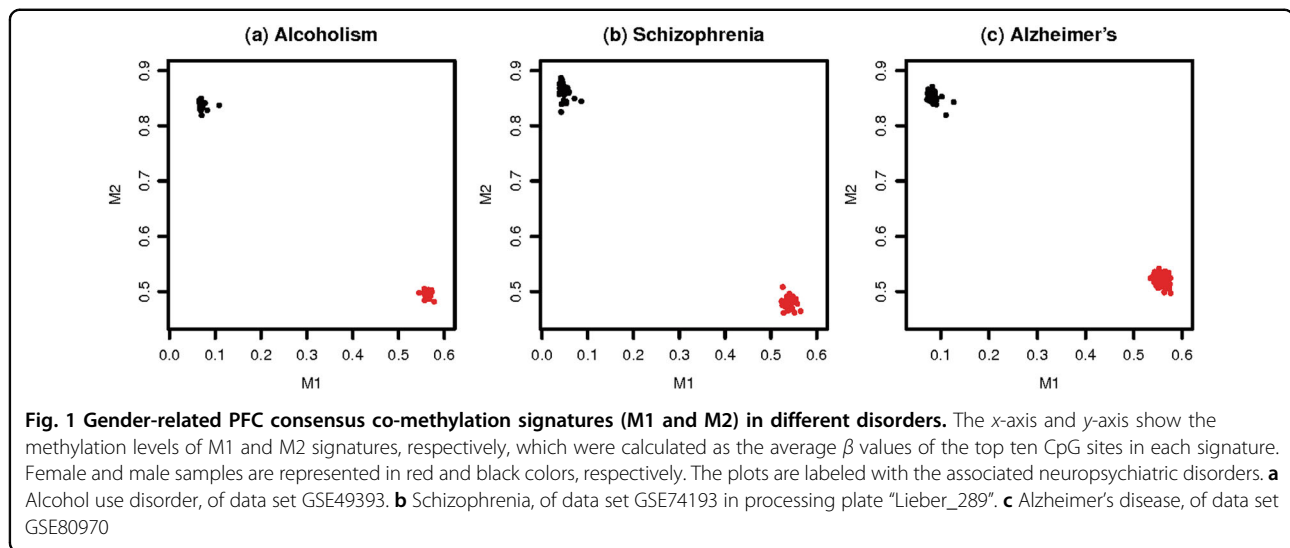 (a) Alcoholism
(b) Schizophrenia
(c) Alzheimer's
M2
0.5 0.6 0.7 0.8 0.9
0.0 0.1 0.2 0.3 0.4 0.5 0.6
M1
M2
0.5 0.6 0.7 0.8 0.9
0.0 0.1 0.2 0.3 0.4 0.5 0.6
M1
M2
0.5 0.6 0.7 0.8 0.9
0.1 0.2 0.3 0.4 0.5 0.6
M1
Fig. 1 Gender-related PFC consensus co-methylation signatures (M1 and M2) in different disorders. The x-axis and y-axis show the
methylation levels of M1 and M2 signatures, respectively, which were calculated as the average β values of the top ten CpG sites in each signature.
Female and male samples are represented in red and black colors, respectively. The plots are labeled with the associated neuropsychiatric disorders. a
Alcohol use disorder, of data set GSE49393. b Schizophrenia, of data set GSE74193 in processing plate “Lieber_289”. c Alzheimer’s disease, of data set
GSE80970